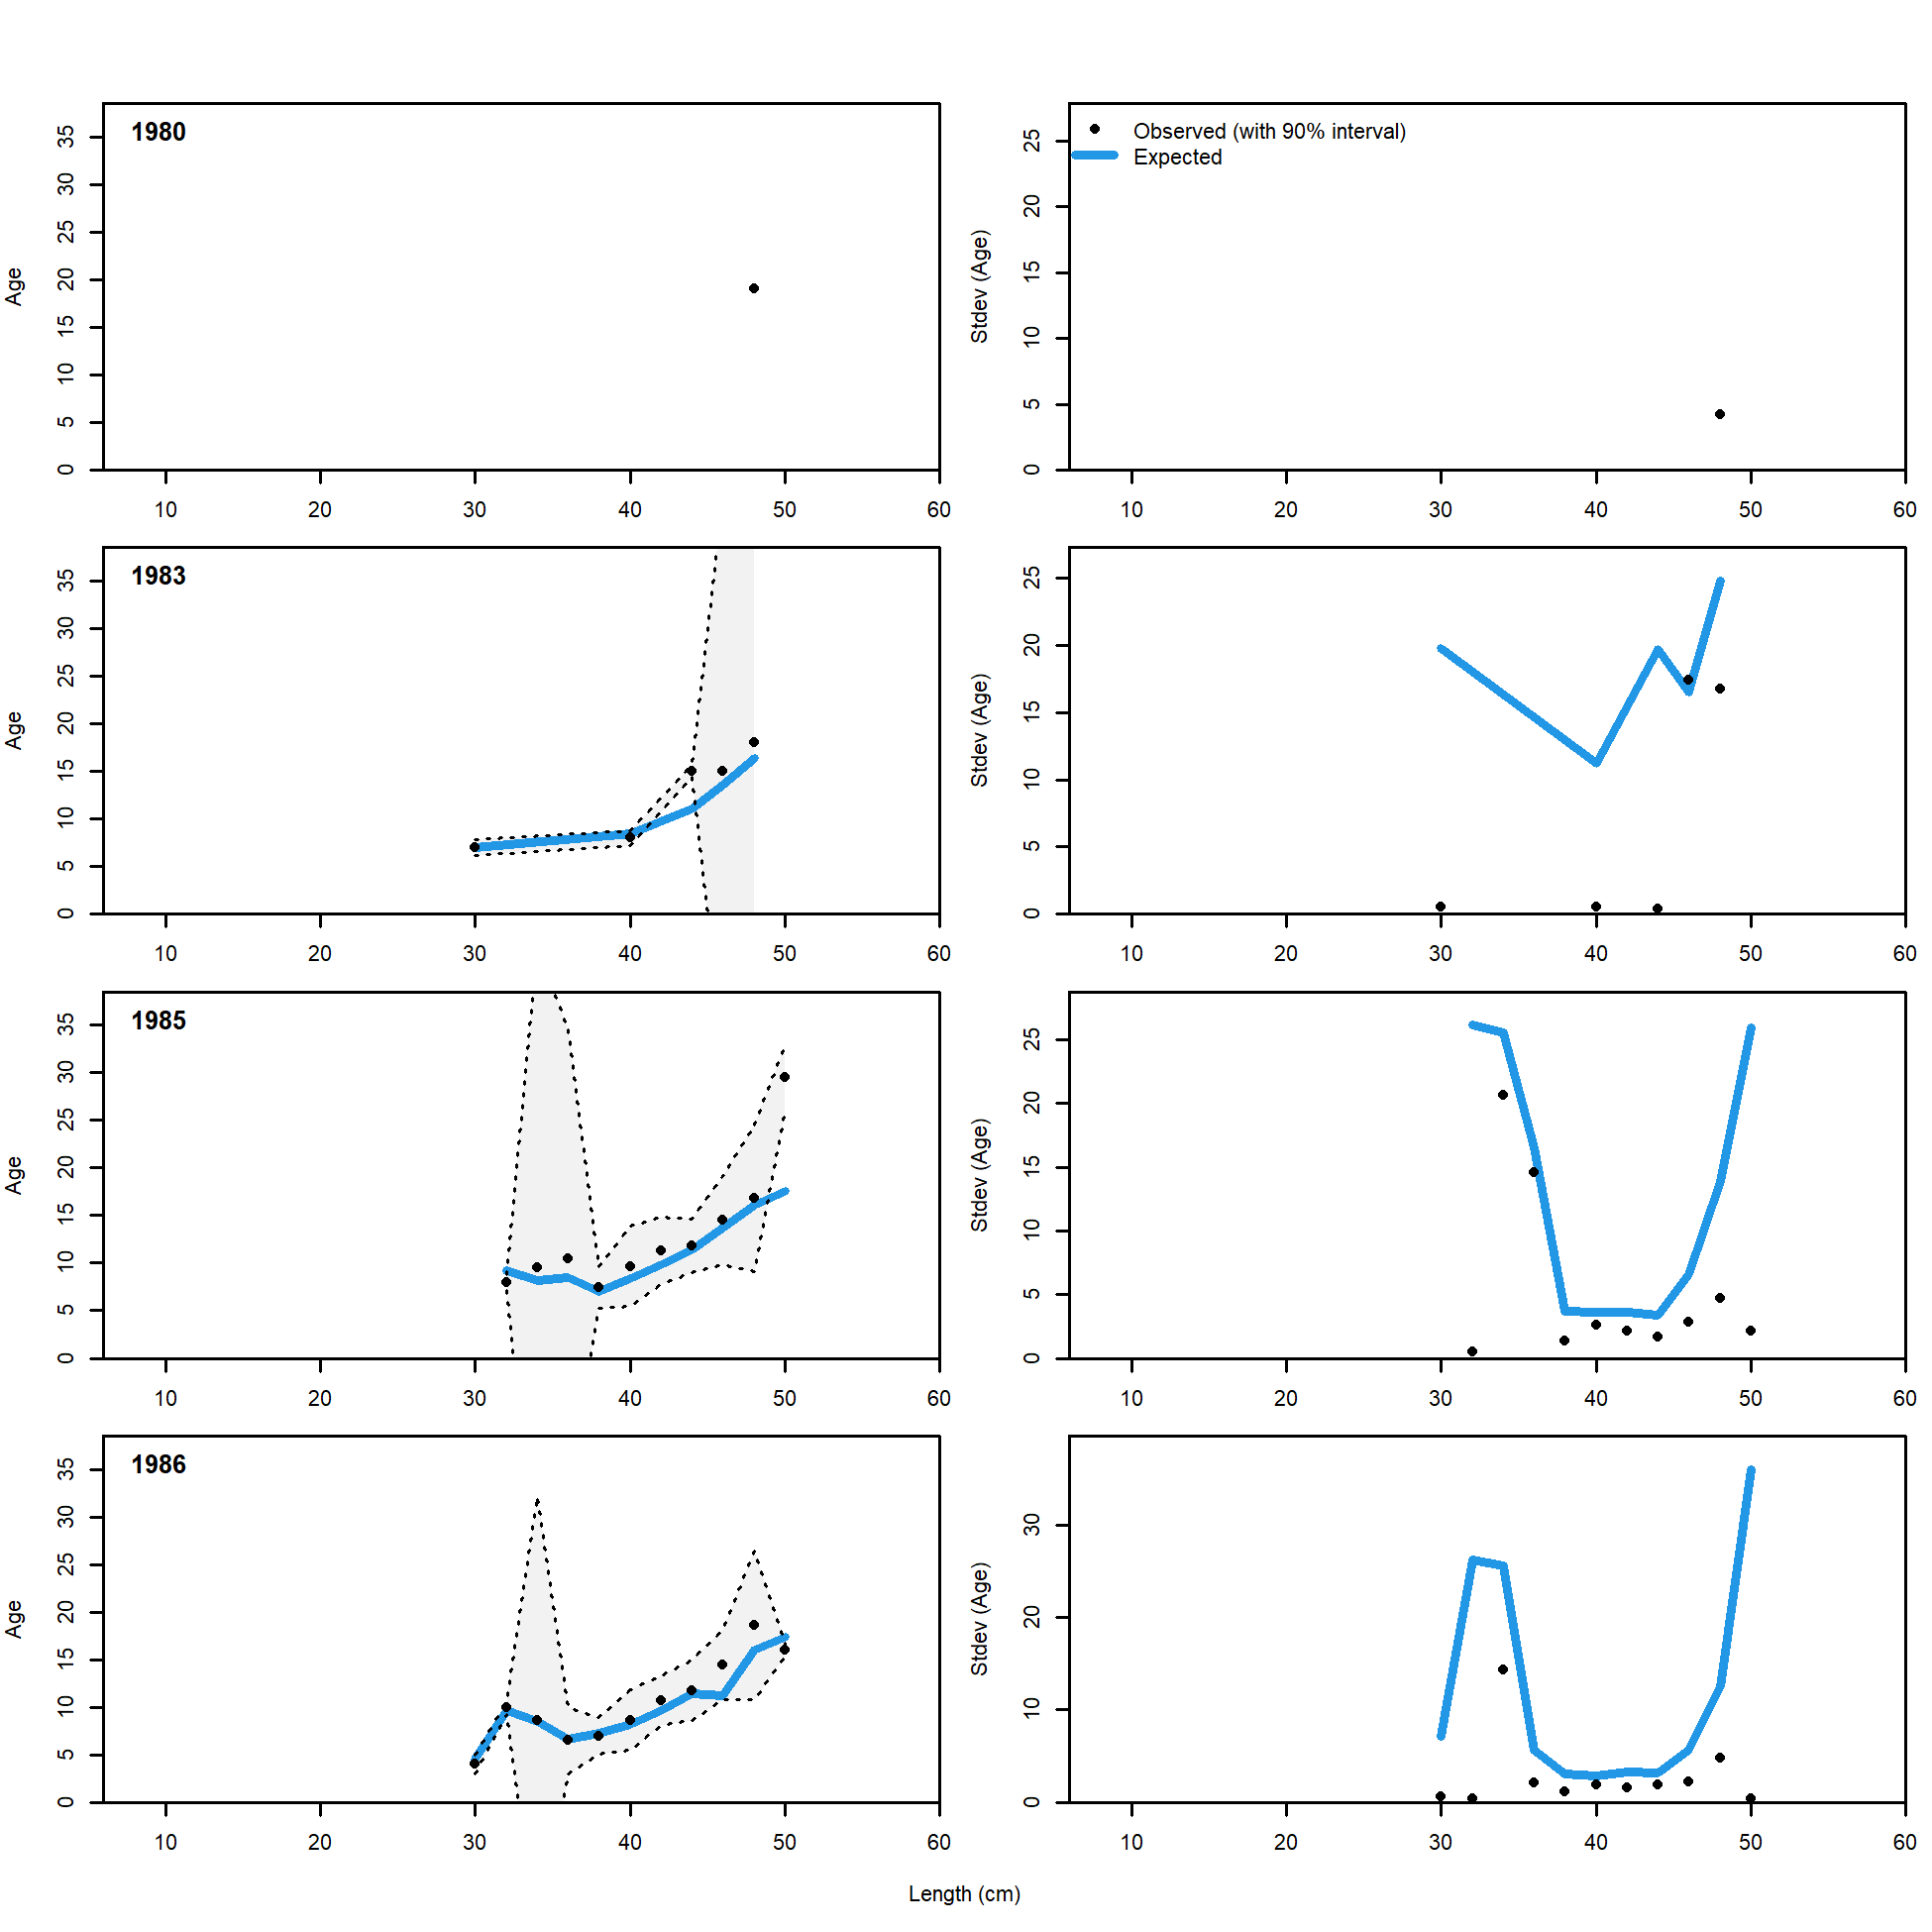 1980
Age
0 5 10 15 20 25 30 35
10 20 30 40 50 60
Observed (with 90% interval)
Expected
Stdev (Age)
0 5 10 15 20 25
10 20 30 40 50 60
1983
Age
0 5 10 15 20 25 30 35
10 20 30 40 50 60
Stdev (Age)
0 5 10 15 20 25
10 20 30 40 50 60
1985
Age
0 5 10 15 20 25 30 35
10 20 30 40 50 60
Stdev (Age)
0 5 10 15 20 25
10 20 30 40 50 60
1986
Age
0 5 10 15 20 25 30 35
10 20 30 40 50 60
Stdev (Age)
0 10 20 30
10 20 30 40 50 60
Length (cm)